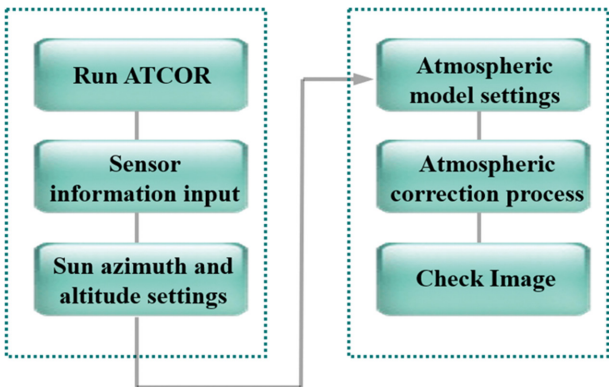 Run ATCOR
Sensor
information input
Sun azimuth and
altitude settings
Atmospheric
model settings
Atmospheric
correction process
Check Image